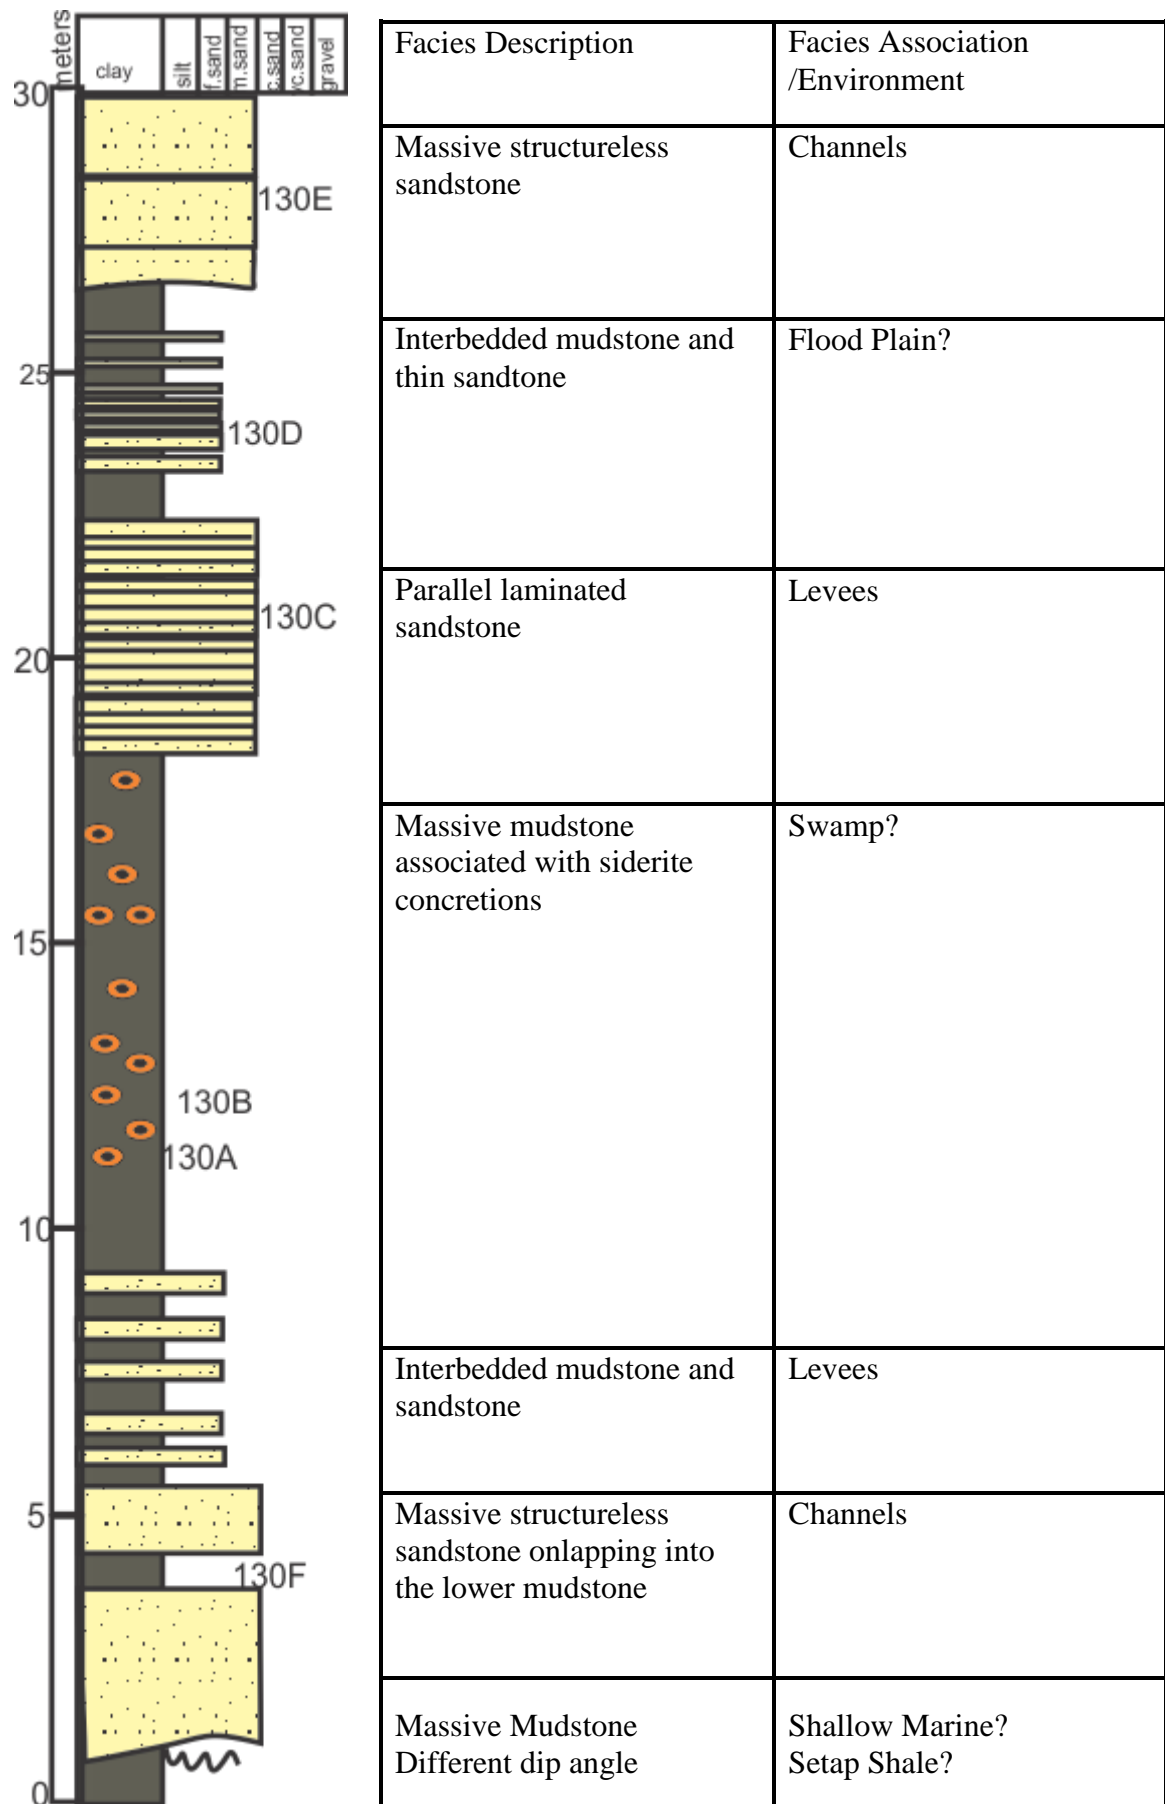 meters
clay
silt
f.sand
m.sand
c.sand
vc.sand
gravel
30
25
20
15
10
5
0
130E
130D
130C
130B
130A
130F
Facies Description
Facies Association
/Environment
Massive structureless
sandstone
Channels
Interbedded mudstone and
thin sandtone
Flood Plain?
Parallel laminated
sandstone
Levees
Massive mudstone
associated with siderite
concretions
Swamp?
Interbedded mudstone and
sandstone
Levees
Massive structureless
sandstone onlapping into
the lower mudstone
Channels
Massive Mudstone
Different dip angle
Shallow Marine?
Setap Shale?